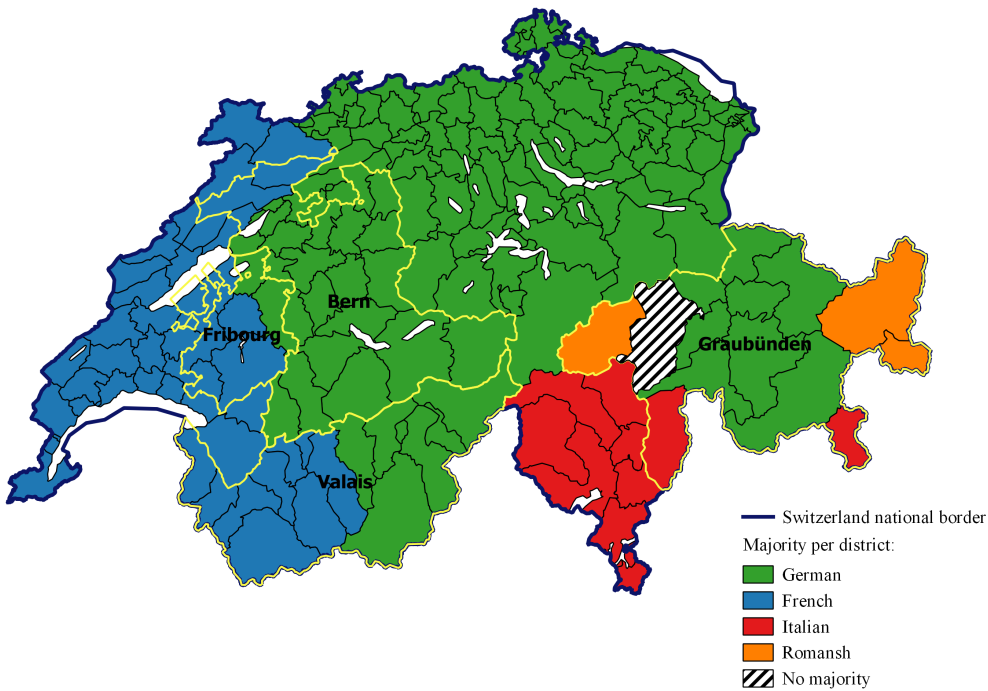 Bern
Fribourg
Graubünden
Valais
Switzerland national border
Majority per district:
German
French
Italian
Romansh
No majority